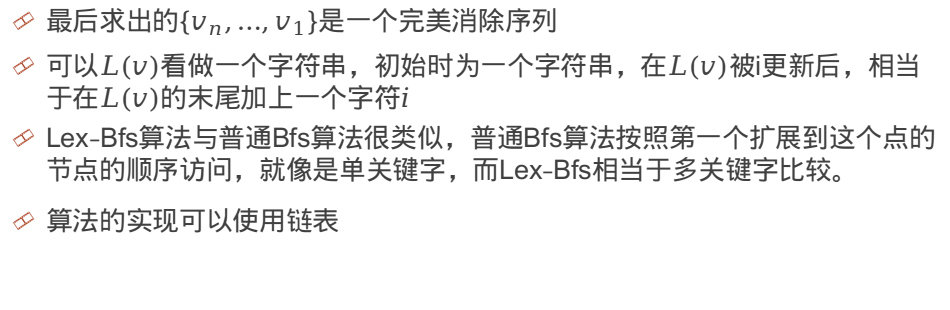 最后求出的{vₙ, …, v₁}是一个完美消除序列
可以L(v)看做一个字符串，初始时为一个字符串，在L(v)被i更新后，相当
于在L(v)的末尾加上一个字符i
Lex-Bfs算法与普通Bfs算法很类似，普通Bfs算法按照第一个扩展到这个点的
节点的顺序访问，就像是单关键字，而Lex-Bfs相当于多关键字比较。
算法的实现可以使用链表